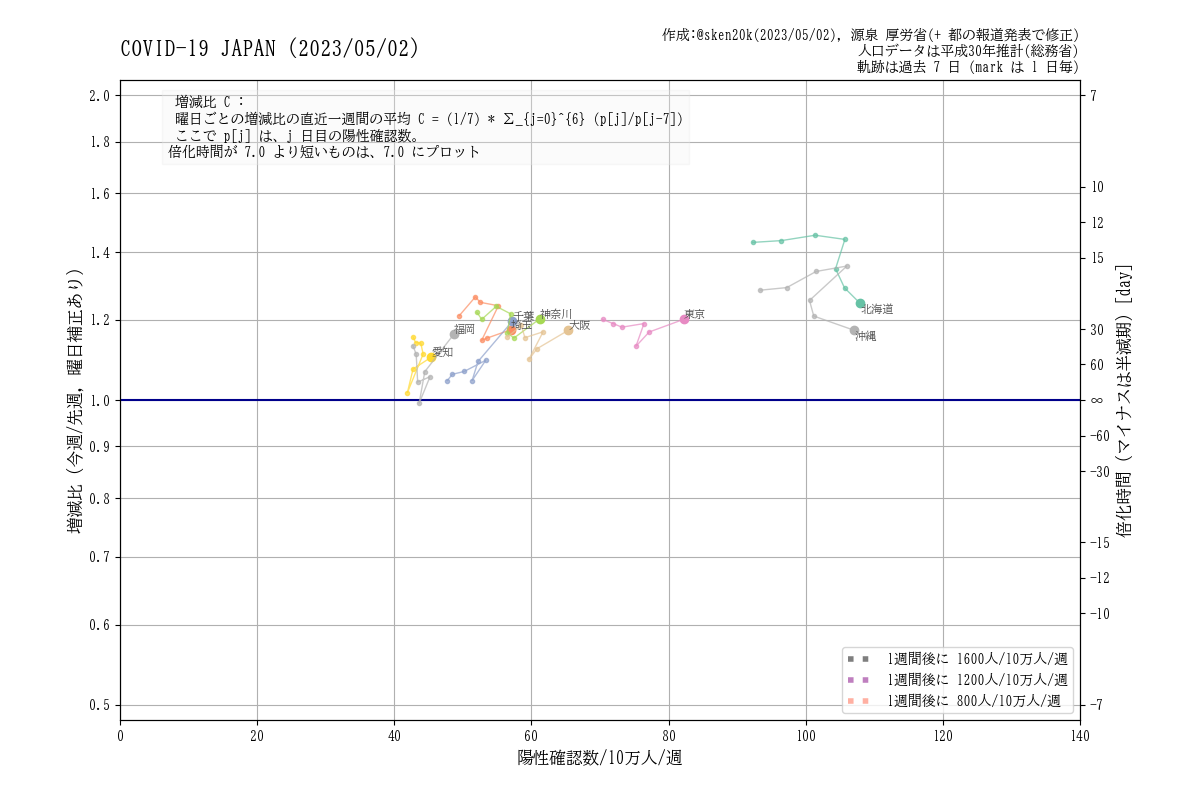 COVID-19 JAPAN (2023/05/02)
作成:@sken20k(2023/05/02), 源泉 厚労省(+ 都の報道発表で修正)
人口データは平成30年推計(総務省)
軌跡は過去 7 日 (mark は 1 日毎)
増減比 C :
曜日ごとの増減比の直近一週間の平均 C = (1/7) * Σ_{j=0}^{6} (p[j]/p[j-7])
ここで p[j] は、j 日目の陽性確認数。
倍化時間が 7.0 より短いものは、7.0 にプロット
増減比 (今週/先週, 曜日補正あり)
2.0
1.8
1.6
1.4
1.2
1.0
0.9
0.8
0.7
0.6
0.5
福岡
愛知
千葉
埼玉
神奈川
大阪
東京
北海道
沖縄
7
10
12
15
30
60
∞
-60
-30
-15
-12
-10
-7
倍化時間 (マイナスは半減期) [day]
1週間後に 1600人/10万人/週
1週間後に 1200人/10万人/週
1週間後に 800人/10万人/週
0 20 40 60 80 100 120 140
陽性確認数/10万人/週